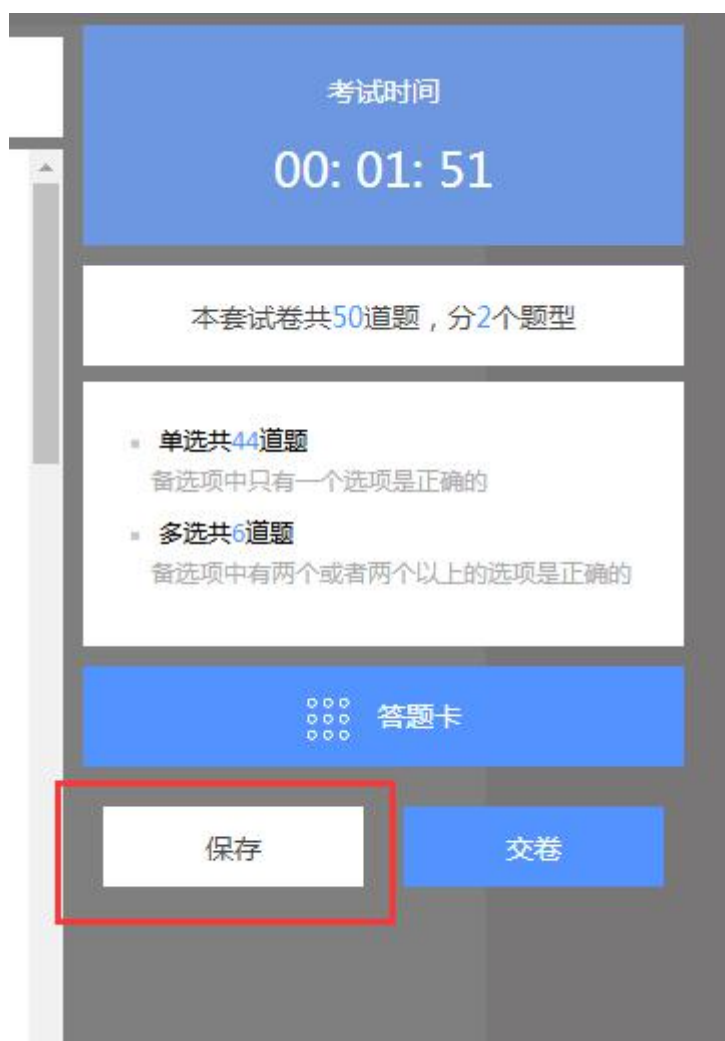 考试时间
00: 01: 51
本套试卷共50道题，分2个题型
单选共44道题
备选项中只有一个选项是正确的
多选共6道题
备选项中有两个或者两个以上的选项是正确的
答题卡
保存
交卷